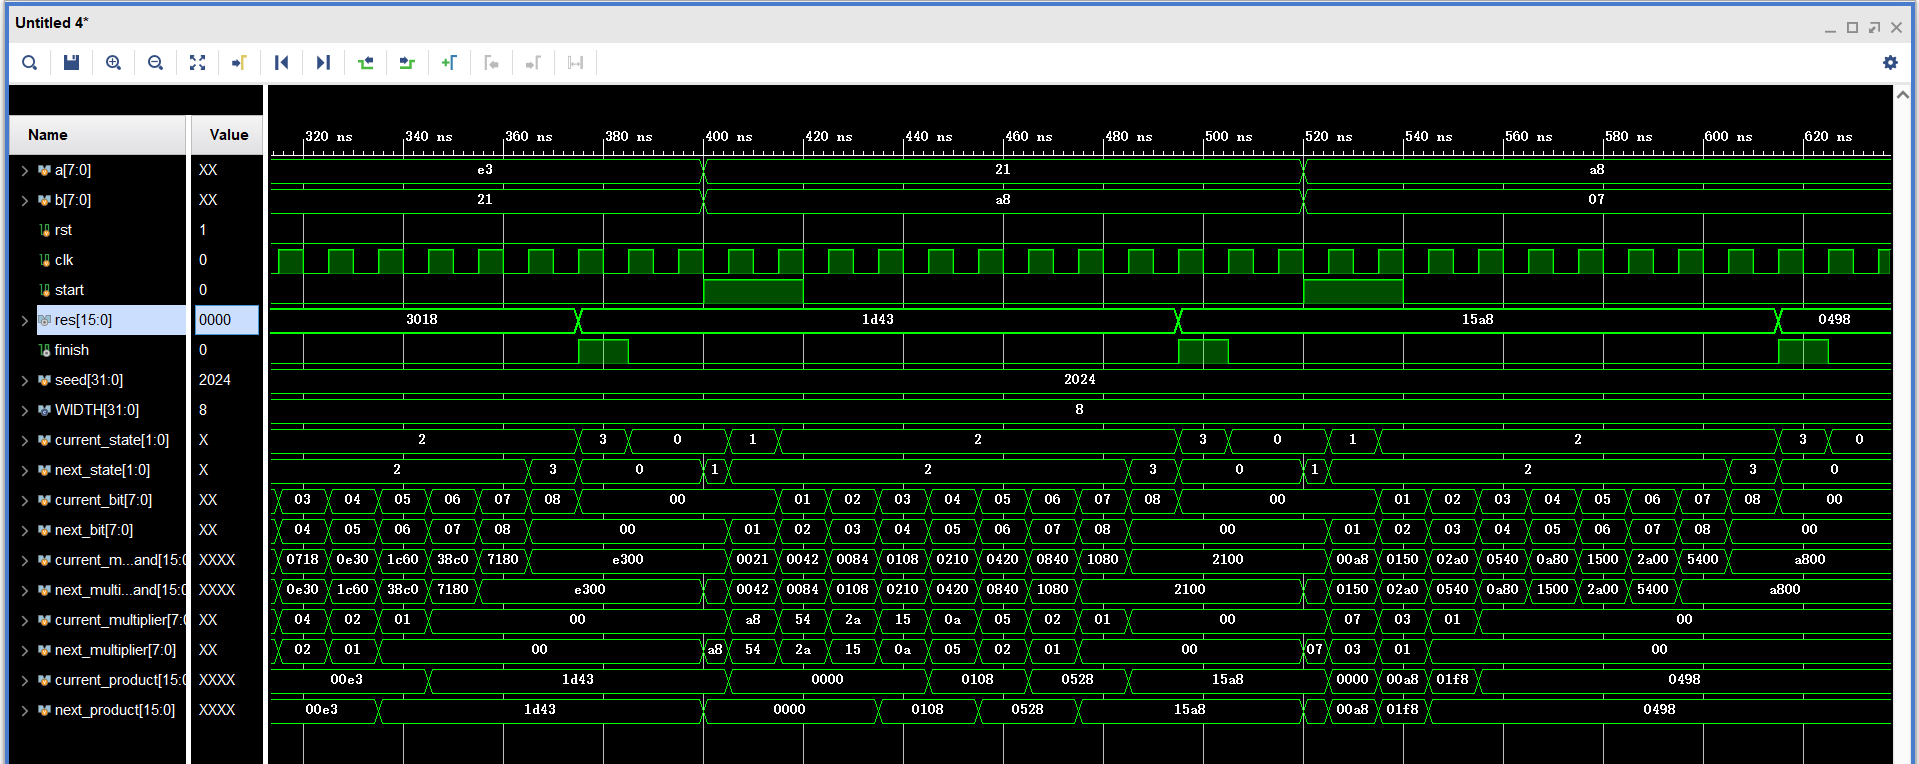 Untitled 4*
Name Value
320 ns 340 ns 360 ns 380 ns 400 ns 420 ns 440 ns 460 ns 480 ns 500 ns 520 ns 540 ns 560 ns 580 ns 600 ns 620 ns
a[7:0] XX e3 21 a8
b[7:0] XX 21 a8 07
rst 1
clk 0
start 0
res[15:0] 0000 3018 1d43 15a8 0498
finish 0
seed[31:0] 2024 2024
WIDTH[31:0] 8 8
current_state[1:0] X 2 3 0 1 2 3 0 1 2 3 0
next_state[1:0] X 2 3 0 1 2 3 0 1 2 3 0
current_bit[7:0] XX 03 04 05 06 07 08 00 01 02 03 04 05 06 07 08 00 01 02 03 04 05 06 07 08 00
next_bit[7:0] XX 04 05 06 07 08 00 01 02 03 04 05 06 07 08 00 01 02 03 04 05 06 07 08 00
current_m...and[15:0 XXXX 0718 0e30 1c60 38c0 7180 e300 0021 0042 0084 0108 0210 0420 0840 1080 2100 00a8 0150 02a0 0540 0a80 1500 2a00 5400 a800
next_multi...and[15:0] XXXX 0e30 1c60 38c0 7180 e300 0042 0084 0108 0210 0420 0840 1080 2100 0150 02a0 0540 0a80 1500 2a00 5400 a800
current_multiplier[7:0 XX 04 02 01 00 a8 54 2a 15 0a 05 02 01 00 07 03 01 00
next_multiplier[7:0] XX 02 01 00 a8 54 2a 15 0a 05 02 01 00 07 03 01 00
current_product[15:0 XXXX 00e3 1d43 0000 0108 0528 15a8 0000 00a8 01f8 0498
next_product[15:0] XXXX 00e3 1d43 0000 0108 0528 15a8 00a8 01f8 0498